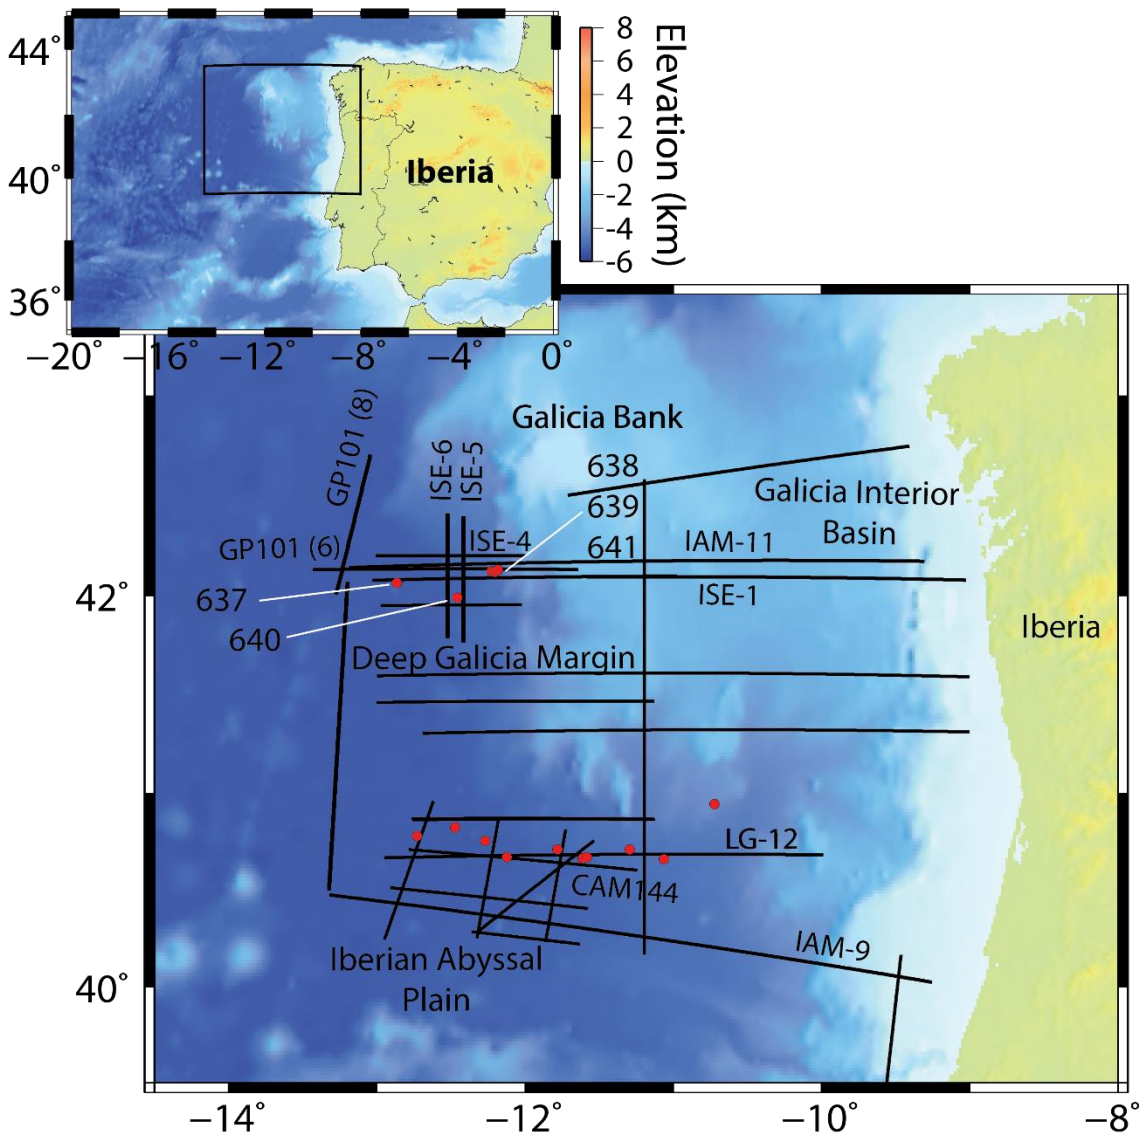 44˚
40˚
36˚
Iberia
−20˚
−16˚
−12˚
−8˚
−4˚
0˚
8
6
4
2
0
-2
-4
-6
Elevation (km)
Galicia Bank
GP101 (8)
ISE-6
ISE-5
638
639
641
Galicia Interior
Basin
GP101 (6)
ISE-4
IAM-11
ISE-1
42˚
637
640
Iberia
Deep Galicia Margin
LG-12
CAM144
IAM-9
Iberian Abyssal
Plain
40˚
−14˚
−12˚
−10˚
−8˚